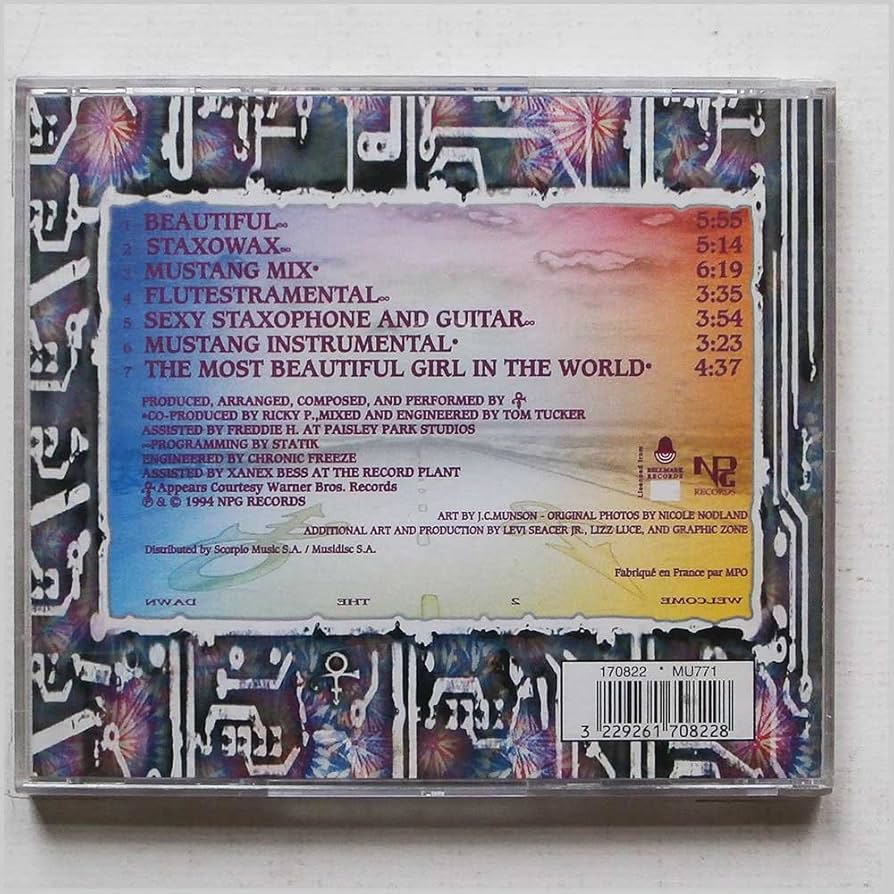 1 BEAUTIFUL∞ 5:55
2 STAXOWAX∞ 5:14
3 MUSTANG MIX• 6:19
4 FLUTESTRAMENTAL∞ 3:35
5 SEXY STAXOPHONE AND GUITAR∞ 3:54
6 MUSTANG INSTRUMENTAL• 3:23
7 THE MOST BEAUTIFUL GIRL IN THE WORLD• 4:37
PRODUCED, ARRANGED, COMPOSED, AND PERFORMED BY
•CO-PRODUCED BY RICKY P.,MIXED AND ENGINEERED BY TOM TUCKER
ASSISTED BY FREDDIE H. AT PAISLEY PARK STUDIOS
∞PROGRAMMING BY STATIK
ENGINEERED BY CHRONIC FREEZE
ASSISTED BY XANEX BESS AT THE RECORD PLANT
Appears Courtesy Warner Bros. Records
℗ & © 1994 NPG RECORDS
Licensed from
BELLMARK
RECORDS
NPG
RECORDS
ART BY J.C.MUNSON - ORIGINAL PHOTOS BY NICOLE NODLAND
ADDITIONAL ART AND PRODUCTION BY LEVI SEACER JR., LIZZ LUCE, AND GRAPHIC ZONE
Distributed by Scorpio Music S.A. / Musidisc S.A.
Fabriqué en France par MPO
WELCOME 2 THE DAWN
170822 • MU771
3 229261 708228